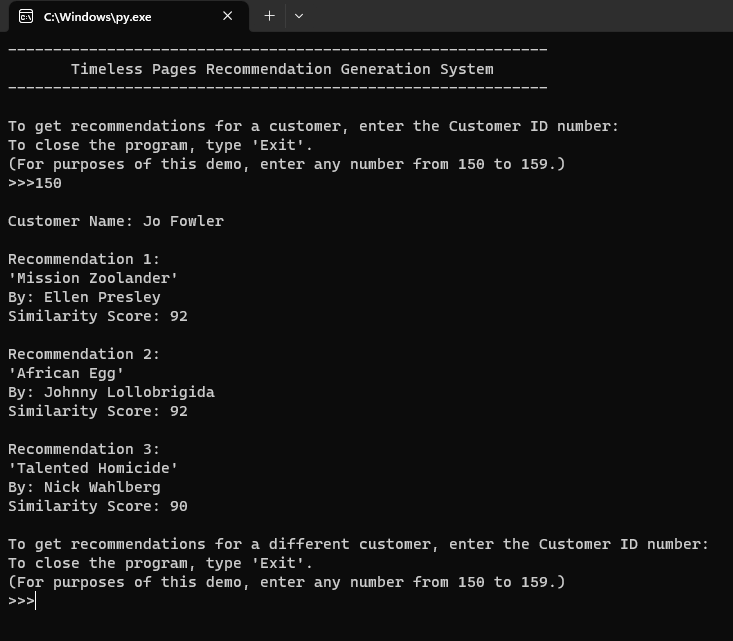 C:\Windows\py.exe
------------------------------------------------------------
Timeless Pages Recommendation Generation System
------------------------------------------------------------
To get recommendations for a customer, enter the Customer ID number:
To close the program, type 'Exit'.
(For purposes of this demo, enter any number from 150 to 159.)
>>>150
Customer Name: Jo Fowler
Recommendation 1:
'Mission Zoolander'
By: Ellen Presley
Similarity Score: 92
Recommendation 2:
'African Egg'
By: Johnny Lollobrigida
Similarity Score: 92
Recommendation 3:
'Talented Homicide'
By: Nick Wahlberg
Similarity Score: 90
To get recommendations for a different customer, enter the Customer ID number:
To close the program, type 'Exit'.
(For purposes of this demo, enter any number from 150 to 159.)
>>>